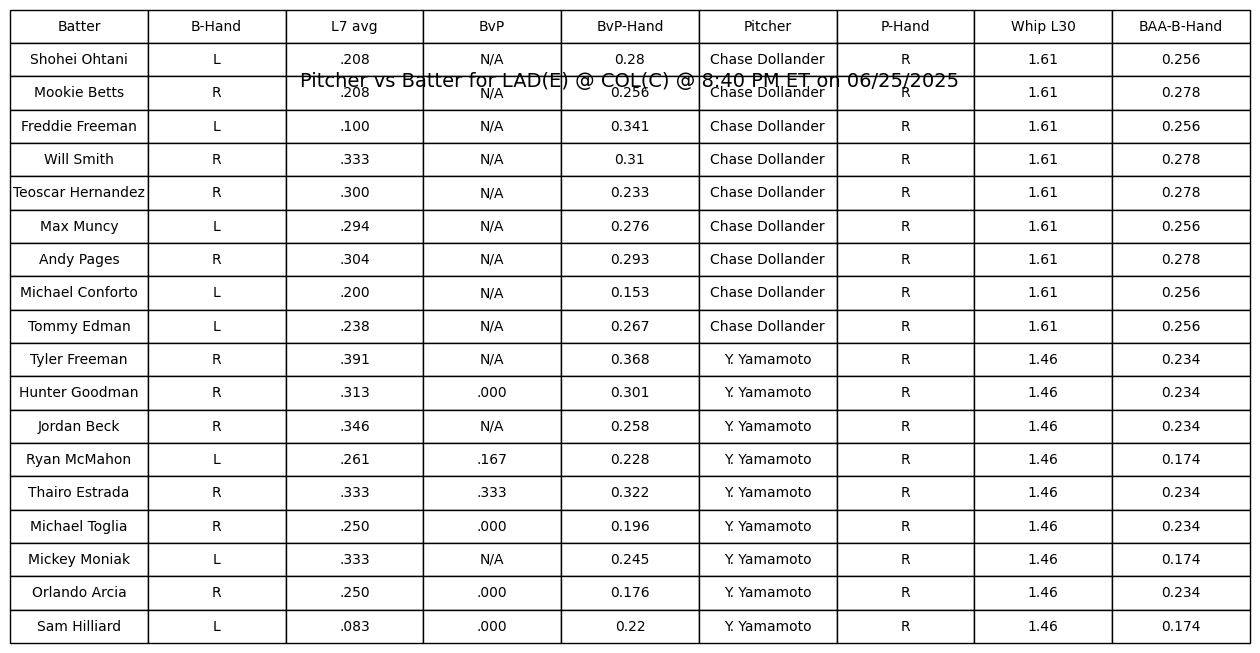 Batter B-Hand L7 avg BvP BvP-Hand Pitcher P-Hand Whip L30 BAA-B-Hand
Shohei Ohtani L .208 N/A 0.28 Chase Dollander R 1.61 0.256
Pitcher vs Batter for LAD(E) @ COL(C) @ 8:40 PM ET on 06/25/2025
Mookie Betts R .208 N/A 0.256 Chase Dollander R 1.61 0.278
Freddie Freeman L .100 N/A 0.341 Chase Dollander R 1.61 0.256
Will Smith R .333 N/A 0.31 Chase Dollander R 1.61 0.278
Teoscar Hernandez R .300 N/A 0.233 Chase Dollander R 1.61 0.278
Max Muncy L .294 N/A 0.276 Chase Dollander R 1.61 0.256
Andy Pages R .304 N/A 0.293 Chase Dollander R 1.61 0.278
Michael Conforto L .200 N/A 0.153 Chase Dollander R 1.61 0.256
Tommy Edman L .238 N/A 0.267 Chase Dollander R 1.61 0.256
Tyler Freeman R .391 N/A 0.368 Y. Yamamoto R 1.46 0.234
Hunter Goodman R .313 .000 0.301 Y. Yamamoto R 1.46 0.234
Jordan Beck R .346 N/A 0.258 Y. Yamamoto R 1.46 0.234
Ryan McMahon L .261 .167 0.228 Y. Yamamoto R 1.46 0.174
Thairo Estrada R .333 .333 0.322 Y. Yamamoto R 1.46 0.234
Michael Toglia R .250 .000 0.196 Y. Yamamoto R 1.46 0.234
Mickey Moniak L .333 N/A 0.245 Y. Yamamoto R 1.46 0.174
Orlando Arcia R .250 .000 0.176 Y. Yamamoto R 1.46 0.234
Sam Hilliard L .083 .000 0.22 Y. Yamamoto R 1.46 0.174